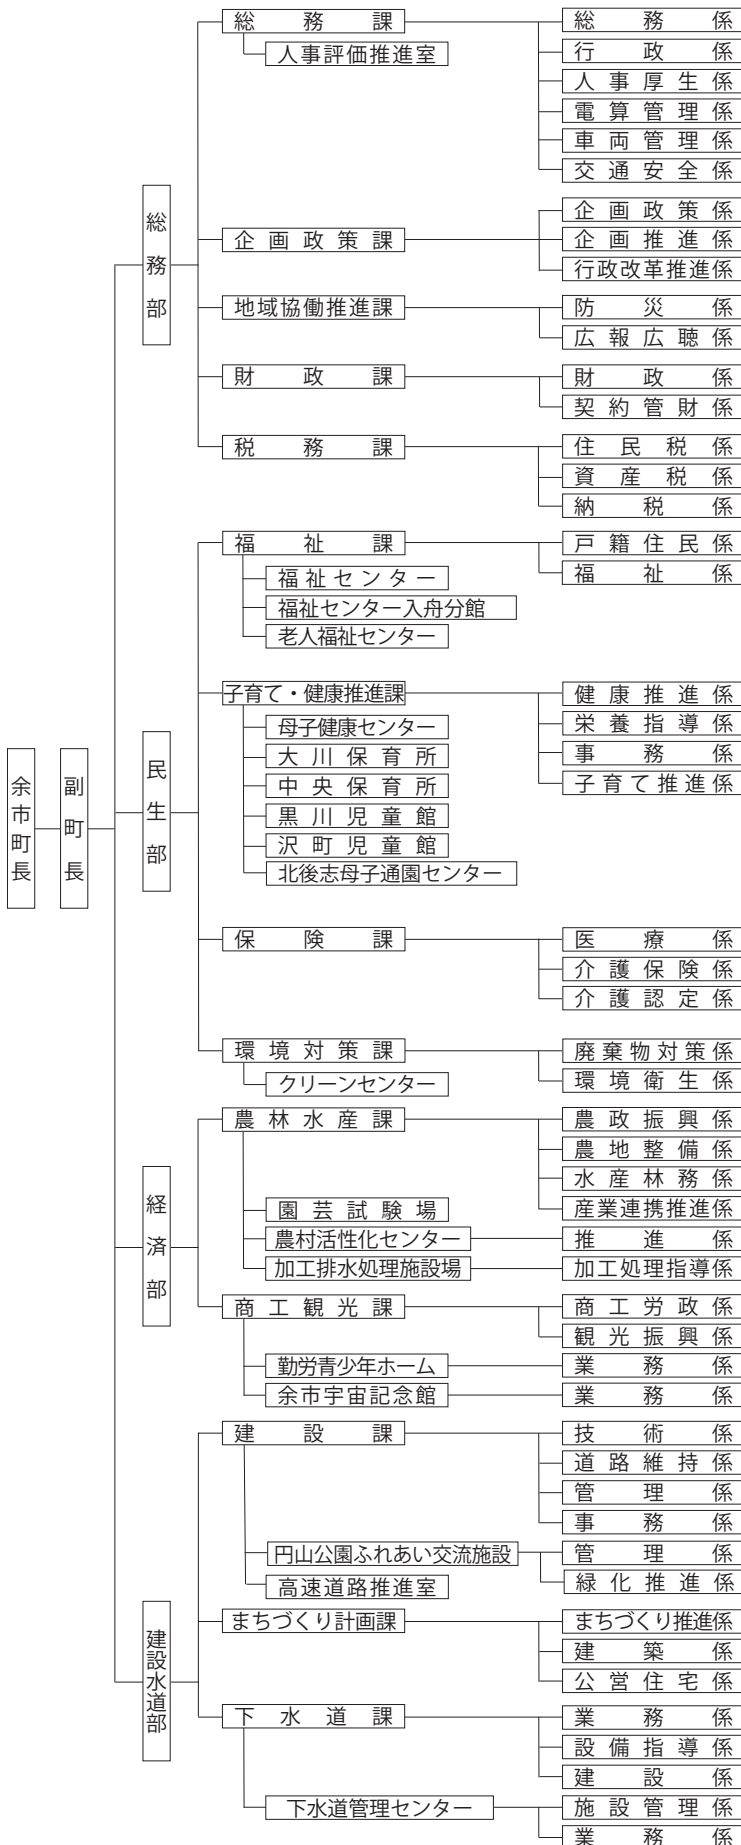 余市町長
副町長
総務部
総務課
人事評価推進室
総務係
行政係
人事厚生係
電算管理係
車両管理係
交通安全係
企画政策課
企画政策係
企画推進係
行政改革推進係
地域協働推進課
防災係
広報広聴係
財政課
財政係
契約管財係
税務課
住民税係
資産税係
納税係
民生部
福祉課
福祉センター
福祉センター入舟分館
老人福祉センター
戸籍住民係
福祉係
子育て・健康推進課
母子健康センター
大川保育所
中央保育所
黒川児童館
沢町児童館
北後志母子通園センター
健康推進係
栄養指導係
事務係
子育て推進係
保険課
医療係
介護保険係
介護認定係
環境対策課
クリーンセンター
廃棄物対策係
環境衛生係
経済部
農林水産課
農政振興係
農地整備係
水産林務係
産業連携推進係
園芸試験場
農村活性化センター
推進係
加工排水処理施設場
加工処理指導係
商工観光課
商工労政係
観光振興係
勤労青少年ホーム
業務係
余市宇宙記念館
業務係
建設水道部
建設課
技術係
道路維持係
管理係
事務係
円山公園ふれあい交流施設
管理係
緑化推進係
高速道路推進室
まちづくり計画課
まちづくり推進係
建築係
公営住宅係
下水道課
業務係
設備指導係
建設係
下水道管理センター
施設管理係
業務係